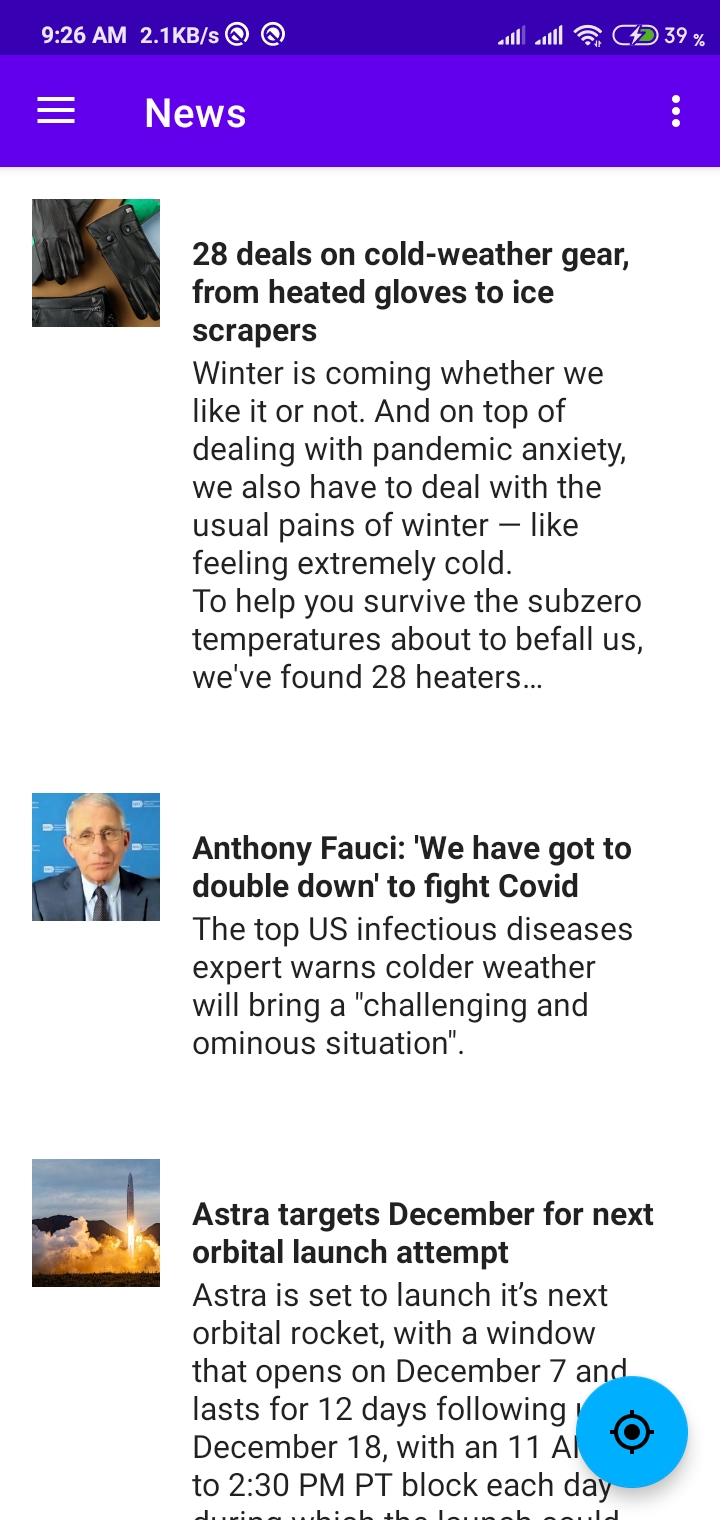 9:26 AM 2.1KB/s 39 %
News
28 deals on cold-weather gear,
from heated gloves to ice
scrapers
Winter is coming whether we
like it or not. And on top of
dealing with pandemic anxiety,
we also have to deal with the
usual pains of winter — like
feeling extremely cold.
To help you survive the subzero
temperatures about to befall us,
we've found 28 heaters…
Anthony Fauci: 'We have got to
double down' to fight Covid
The top US infectious diseases
expert warns colder weather
will bring a "challenging and
ominous situation".
Astra targets December for next
orbital launch attempt
Astra is set to launch it’s next
orbital rocket, with a window
that opens on December 7 and
lasts for 12 days following
December 18, with an 11
to 2:30 PM PT block each day
during which the launch could